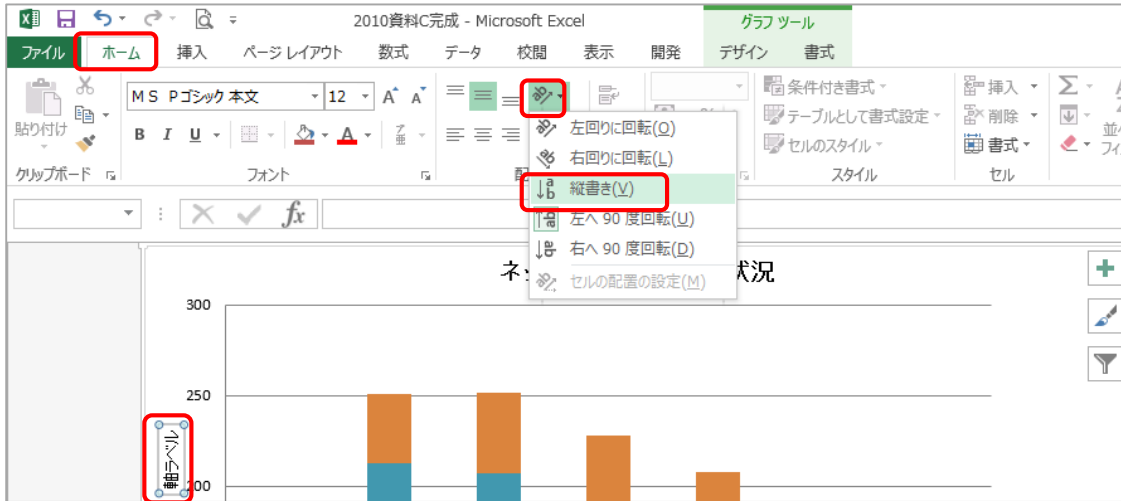 2010資料C完成 - Microsoft Excel
グラフ ツール
ファイル ホーム 挿入 ページ レイアウト 数式 データ 校閲 表示 開発 デザイン 書式
MS Pゴシック 本文 12 A A
条件付き書式
挿入 Σ
貼り付け
テーブルとして書式設定
削除
B I U A
セルのスタイル
書式
クリップボード フォント スタイル セル
左回りに回転(O)
右回りに回転(L)
縦書き(V)
左へ 90 度回転(U)
右へ 90 度回転(D)
セルの配置の設定(M)
fx
状況
300
250
軸ラベル
200